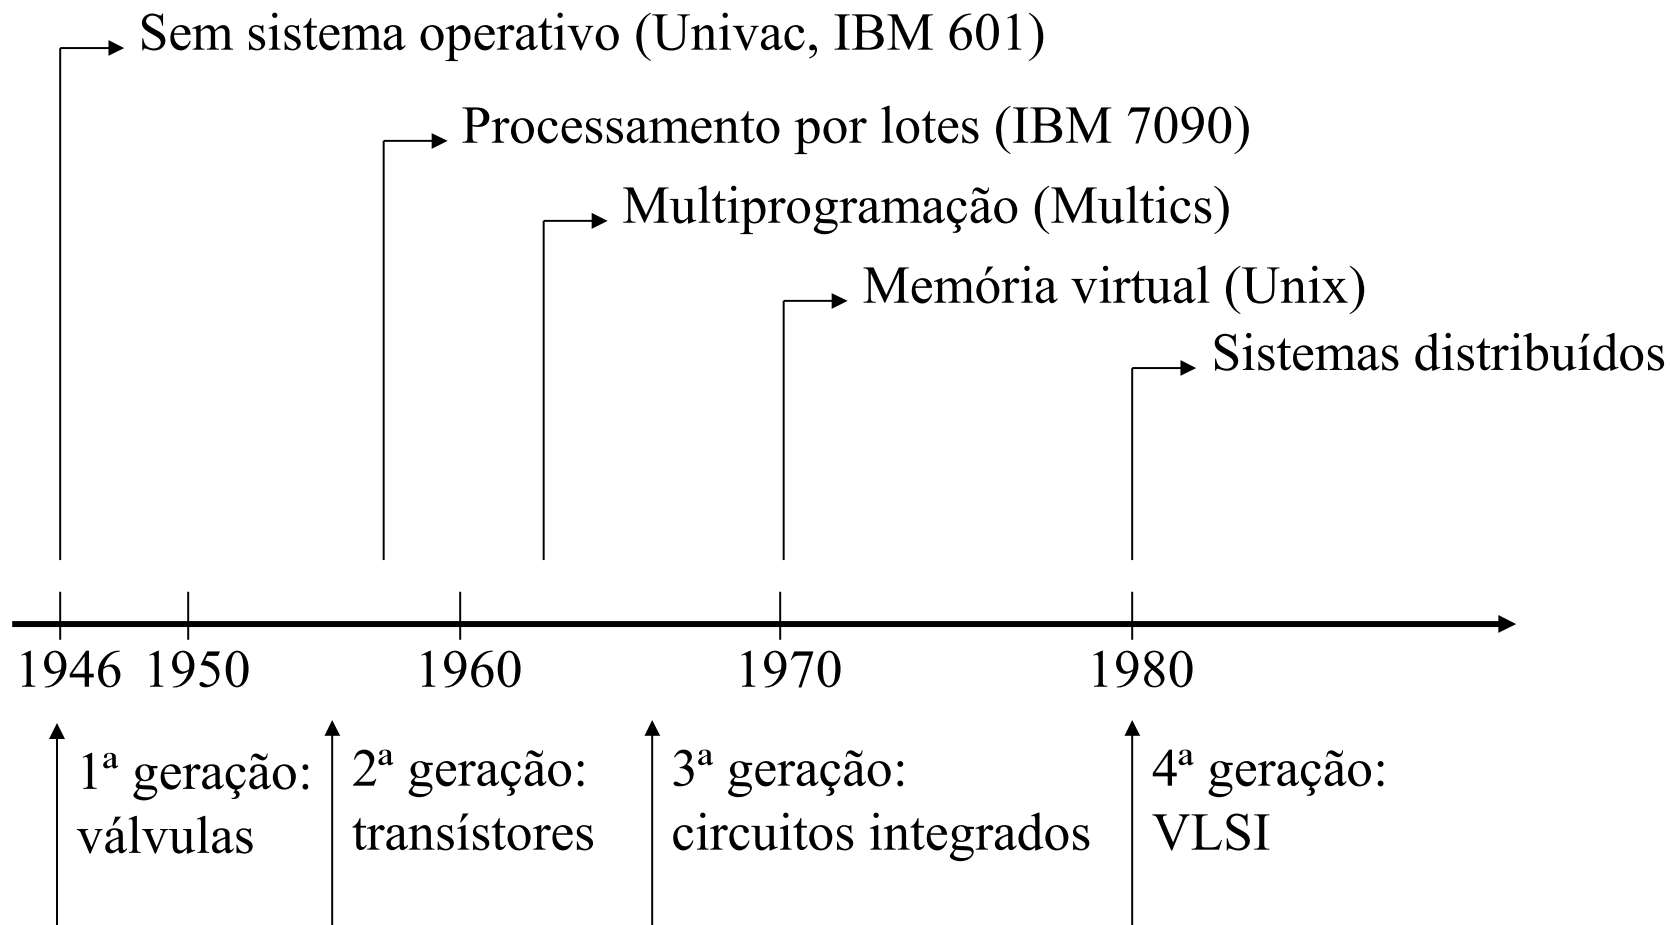 Sem sistema operativo (Univac, IBM 601)
Processamento por lotes (IBM 7090)
Multiprogramação (Multics)
Memória virtual (Unix)
Sistemas distribuídos
1946 1950 1960 1970 1980
1ª geração:
válvulas
2ª geração:
transístores
3ª geração:
circuitos integrados
4ª geração:
VLSI